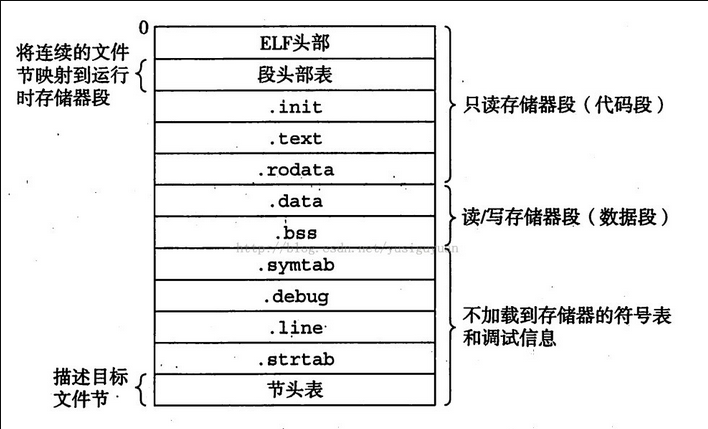 0
将连续的文件
节映射到运行
时存储器段
ELF头部
段头部表
.init
.text
.rodata
.data
.bss
.symtab
.debug
.line
.strtab
节头表
只读存储器段（代码段）
读/写存储器段（数据段）
http://blog.csdn.net/yusiguyuan
不加载到存储器的符号表
和调试信息
描述目标
文件节